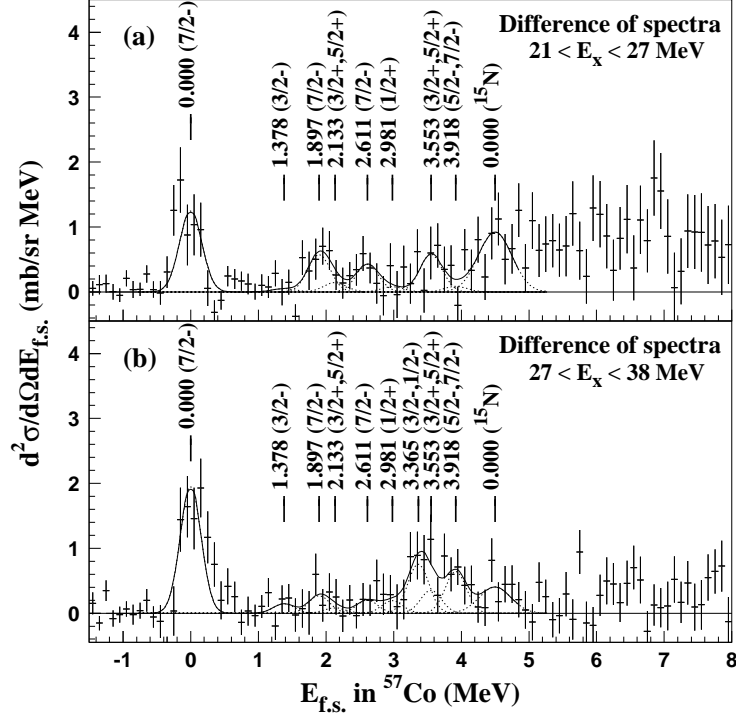 (a)
Difference of spectra
21 < Ex < 27 MeV
0.000 (7/2-)
1.378 (3/2-)
1.897 (7/2-)
2.133 (3/2+,5/2+)
2.611 (7/2-)
2.981 (1/2+)
3.553 (3/2+,5/2+)
3.918 (5/2-,7/2-)
0.000 (¹⁵N)
4
3
2
1
0
(b)
Difference of spectra
27 < Ex < 38 MeV
0.000 (7/2-)
1.378 (3/2-)
1.897 (7/2-)
2.133 (3/2+,5/2+)
2.611 (7/2-)
2.981 (1/2+)
3.365 (3/2-,1/2-)
3.553 (3/2+,5/2+)
3.918 (5/2-,7/2-)
0.000 (¹⁵N)
4
3
2
1
0
d²σ/dΩdEf.s. (mb/sr MeV)
-1 0 1 2 3 4 5 6 7 8
Ef.s. in ⁵⁷Co (MeV)